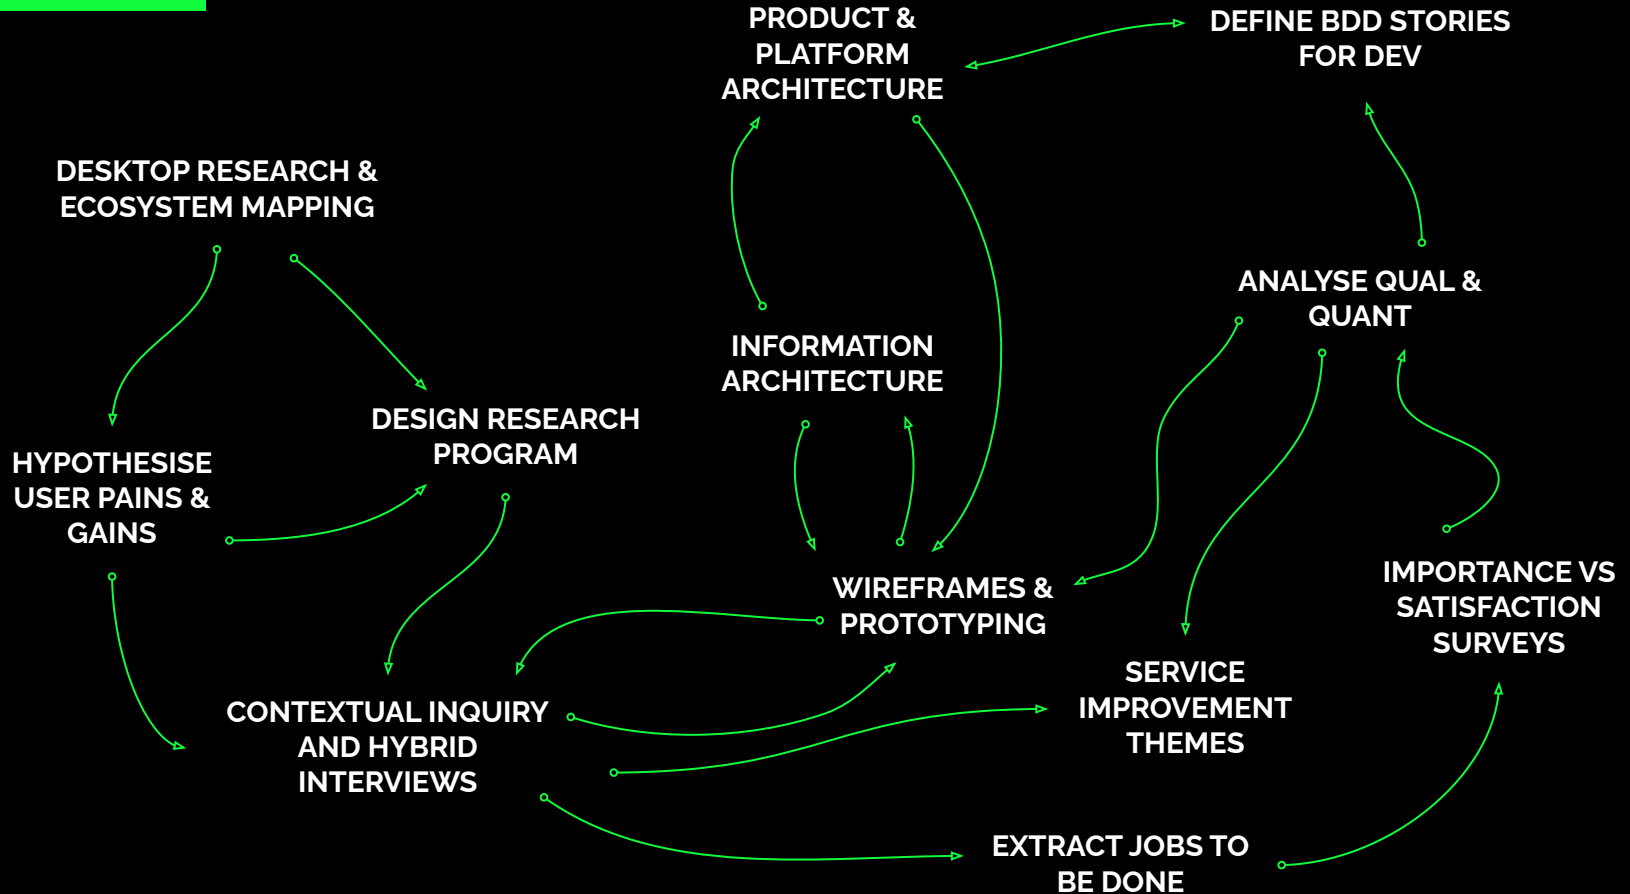 PRODUCT &
PLATFORM
ARCHITECTURE
DEFINE BDD STORIES
FOR DEV
DESKTOP RESEARCH &
ECOSYSTEM MAPPING
ANALYSE QUAL &
QUANT
INFORMATION
ARCHITECTURE
DESIGN RESEARCH
PROGRAM
HYPOTHESISE
USER PAINS &
GAINS
WIREFRAMES &
PROTOTYPING
IMPORTANCE VS
SATISFACTION
SURVEYS
SERVICE
IMPROVEMENT
THEMES
CONTEXTUAL INQUIRY
AND HYBRID
INTERVIEWS
EXTRACT JOBS TO
BE DONE